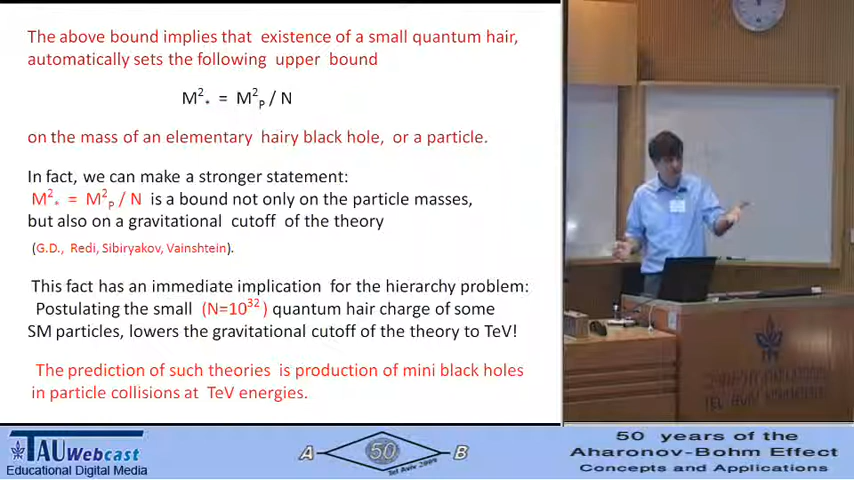 The above bound implies that existence of a small quantum hair,
automatically sets the following upper bound
M²* = M²P / N
on the mass of an elementary hairy black hole, or a particle.
In fact, we can make a stronger statement:
M²* = M²P / N is a bound not only on the particle masses,
but also on a gravitational cutoff of the theory
(G.D., Redi, Sibiryakov, Vainshtein).
This fact has an immediate implication for the hierarchy problem:
Postulating the small (N=10³²) quantum hair charge of some
SM particles, lowers the gravitational cutoff of the theory to TeV!
The prediction of such theories is production of mini black holes
in particle collisions at TeV energies.
TAUWebcast
Educational Digital Media
A 50 B
Tel Aviv 2009
50 years of the
Aharonov-Bohm Effect
Concepts and Applications